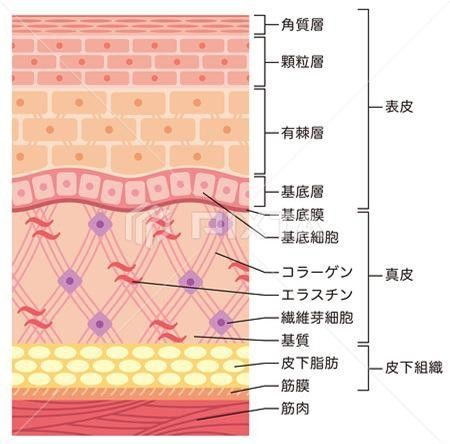 角質層
顆粒層
有棘層
表皮
基底層
基底膜
基底細胞
コラーゲン
エラスチン
繊維芽細胞
基質
真皮
皮下脂肪
筋膜
皮下組織
筋肉